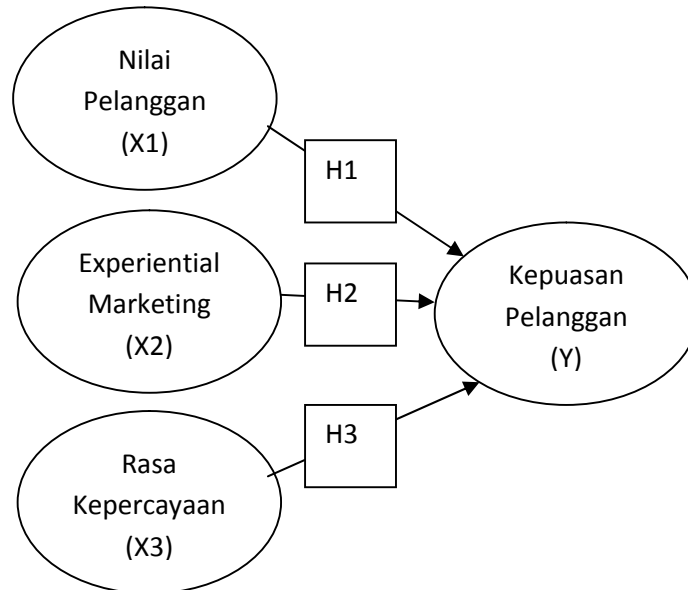 Nilai
Pelanggan
(X1)
H1
Experiential
Marketing
(X2)
H2
Kepuasan
Pelanggan
(Y)
H3
Rasa
Kepercayaan
(X3)